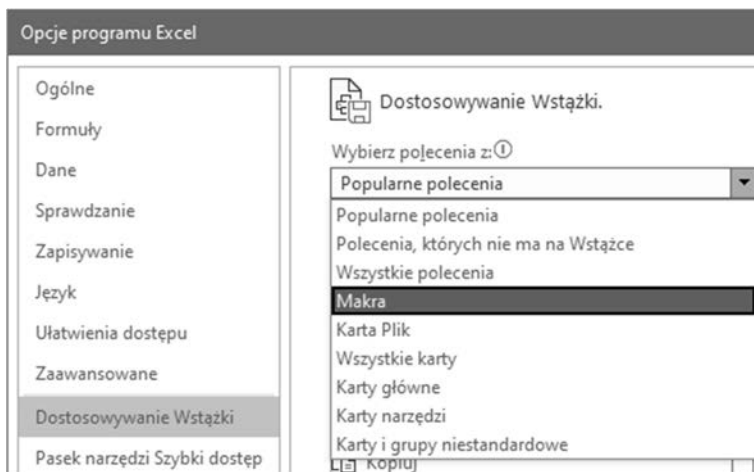 Opcje programu Excel
Ogólne
Formuły
Dane
Sprawdzanie
Zapisywanie
Język
Ułatwienia dostępu
Zaawansowane
Dostosowywanie Wstążki
Pasek narzędzi Szybki dostęp
Dostosowywanie Wstążki.
Wybierz polecenia z:
Popularne polecenia
Popularne polecenia
Polecenia, których nie ma na Wstążce
Wszystkie polecenia
Makra
Karta Plik
Wszystkie karty
Karty główne
Karty narzędzi
Karty i grupy niestandardowe
Kopiuj